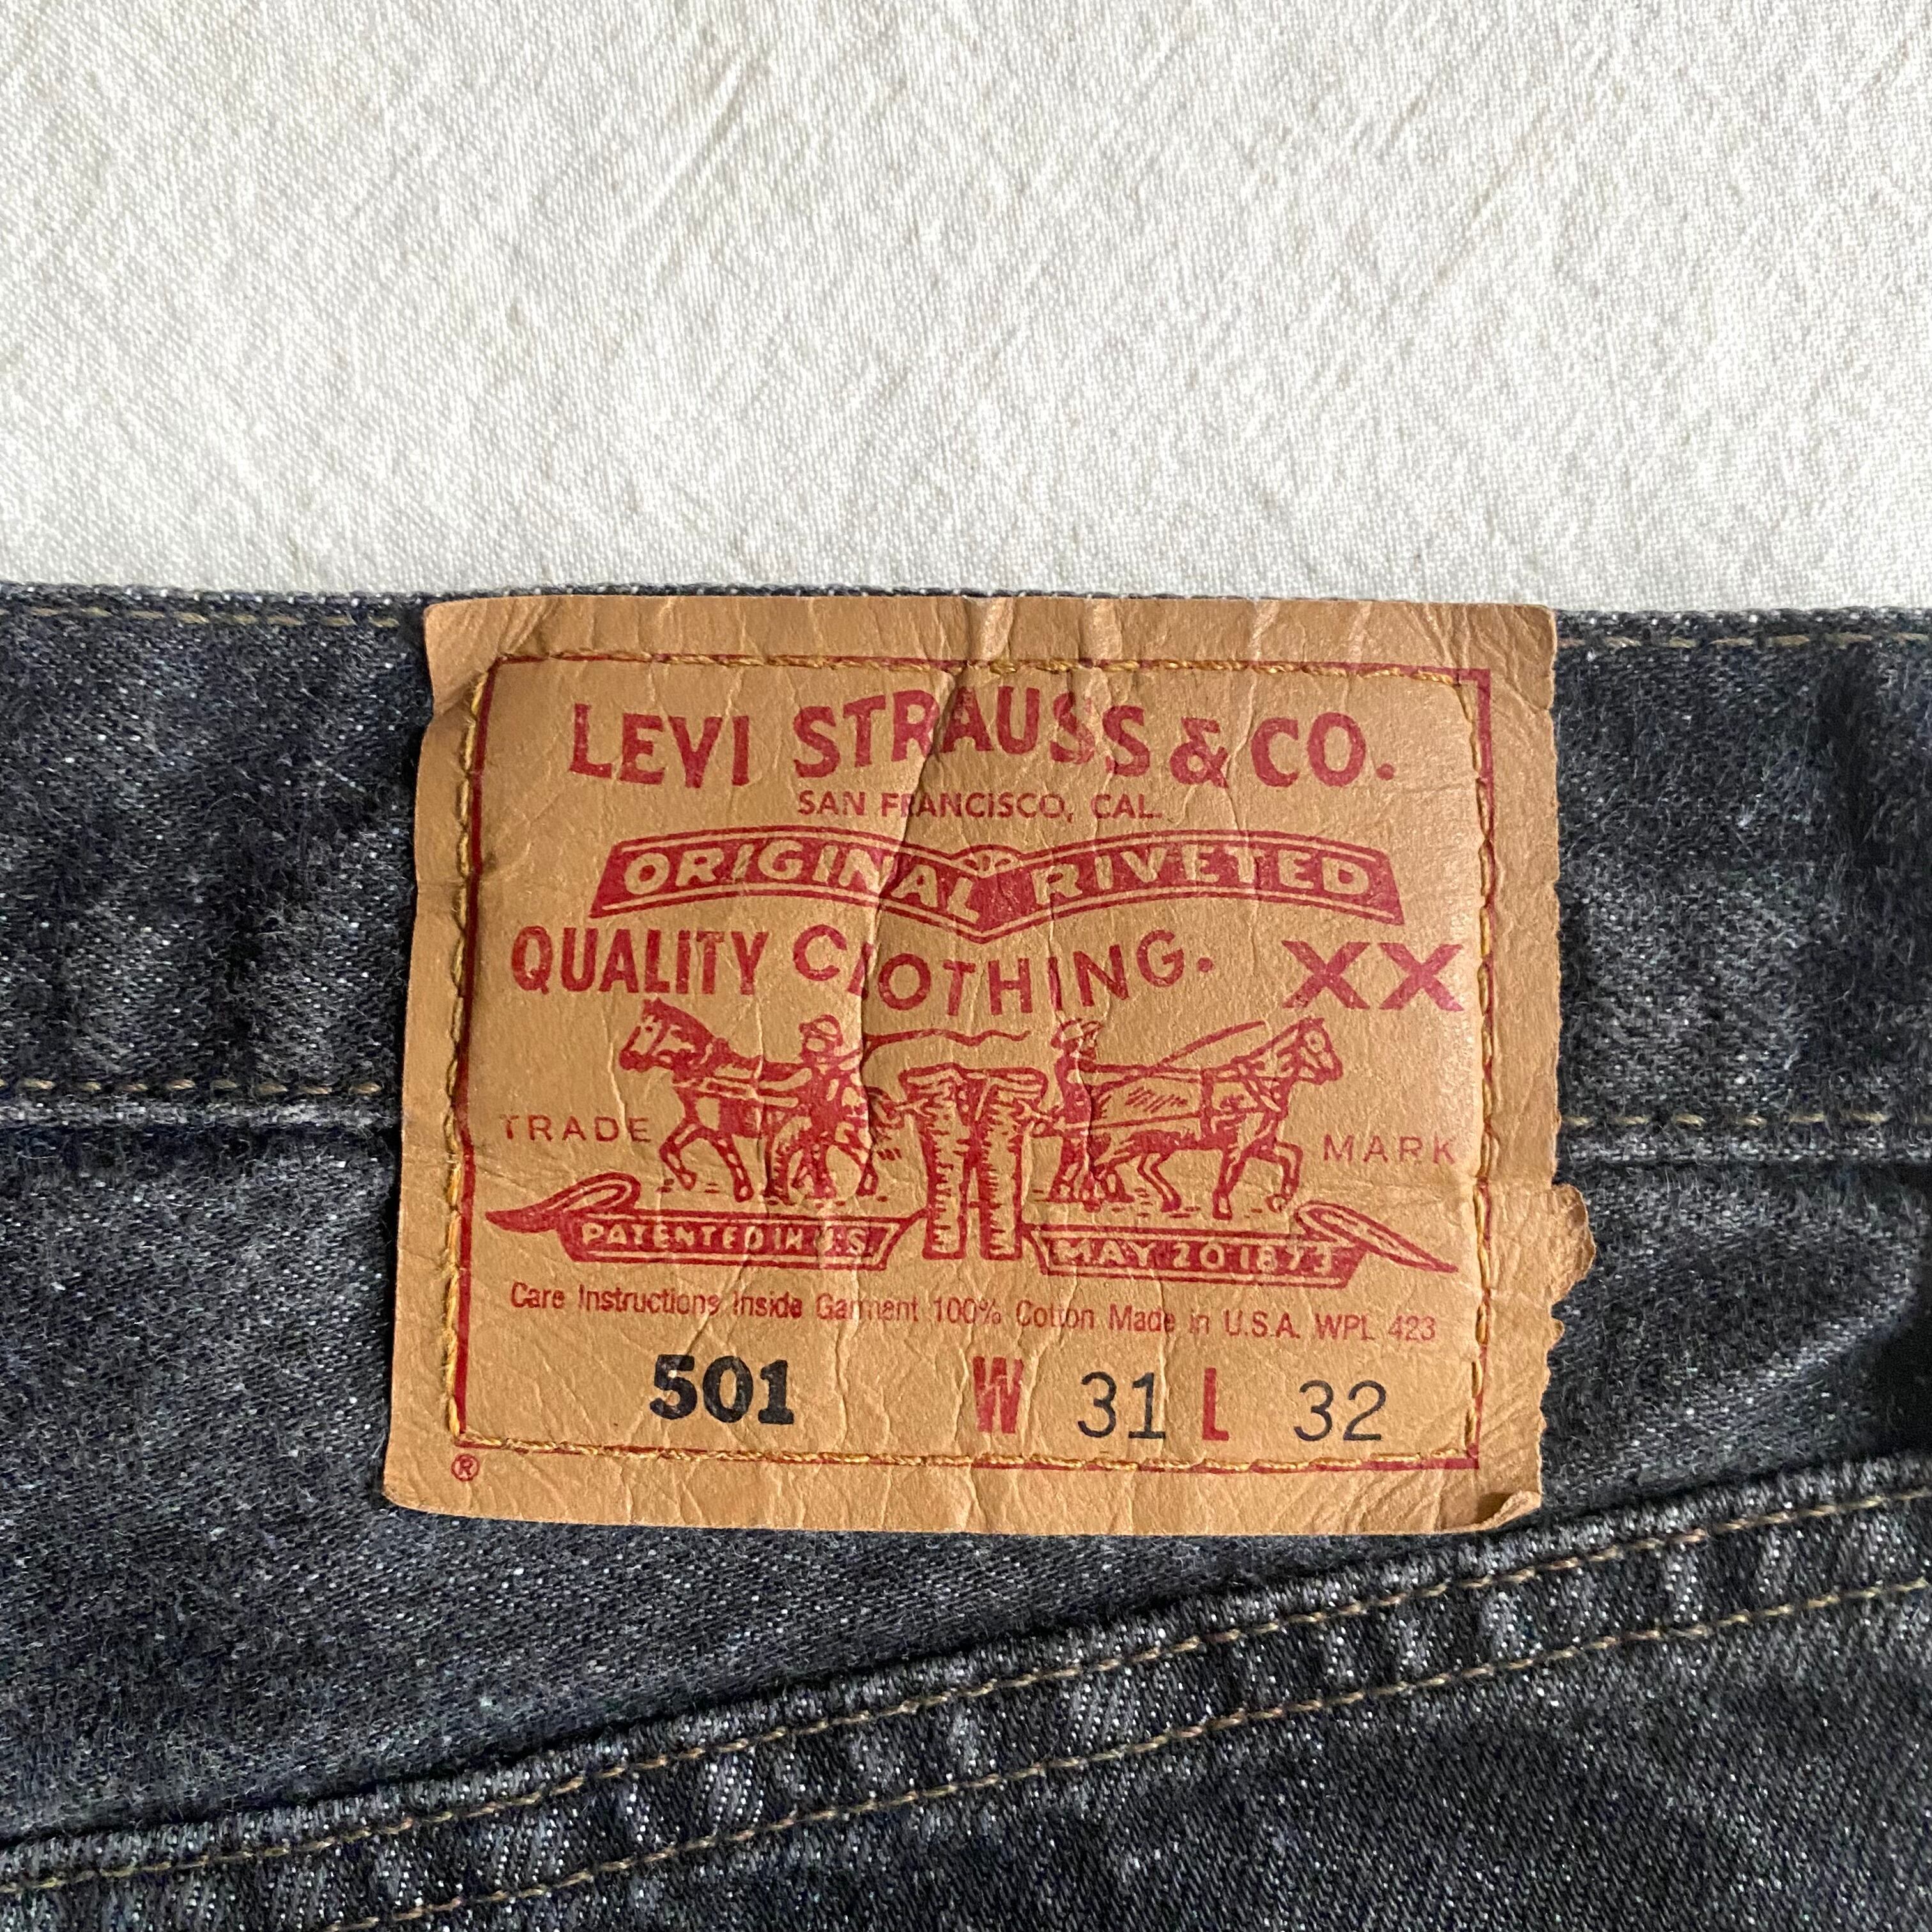 LEVI STRAUSS & CO.
SAN FRANCISCO, CAL.
ORIGINAL RIVETED
QUALITY CLOTHING. XX
TRADE MARK
PATENTED IN U.S. MAY 20 1873
Care Instructions Inside Garment 100% Cotton Made in U.S.A. WPL 423
501 W 31 L 32
®